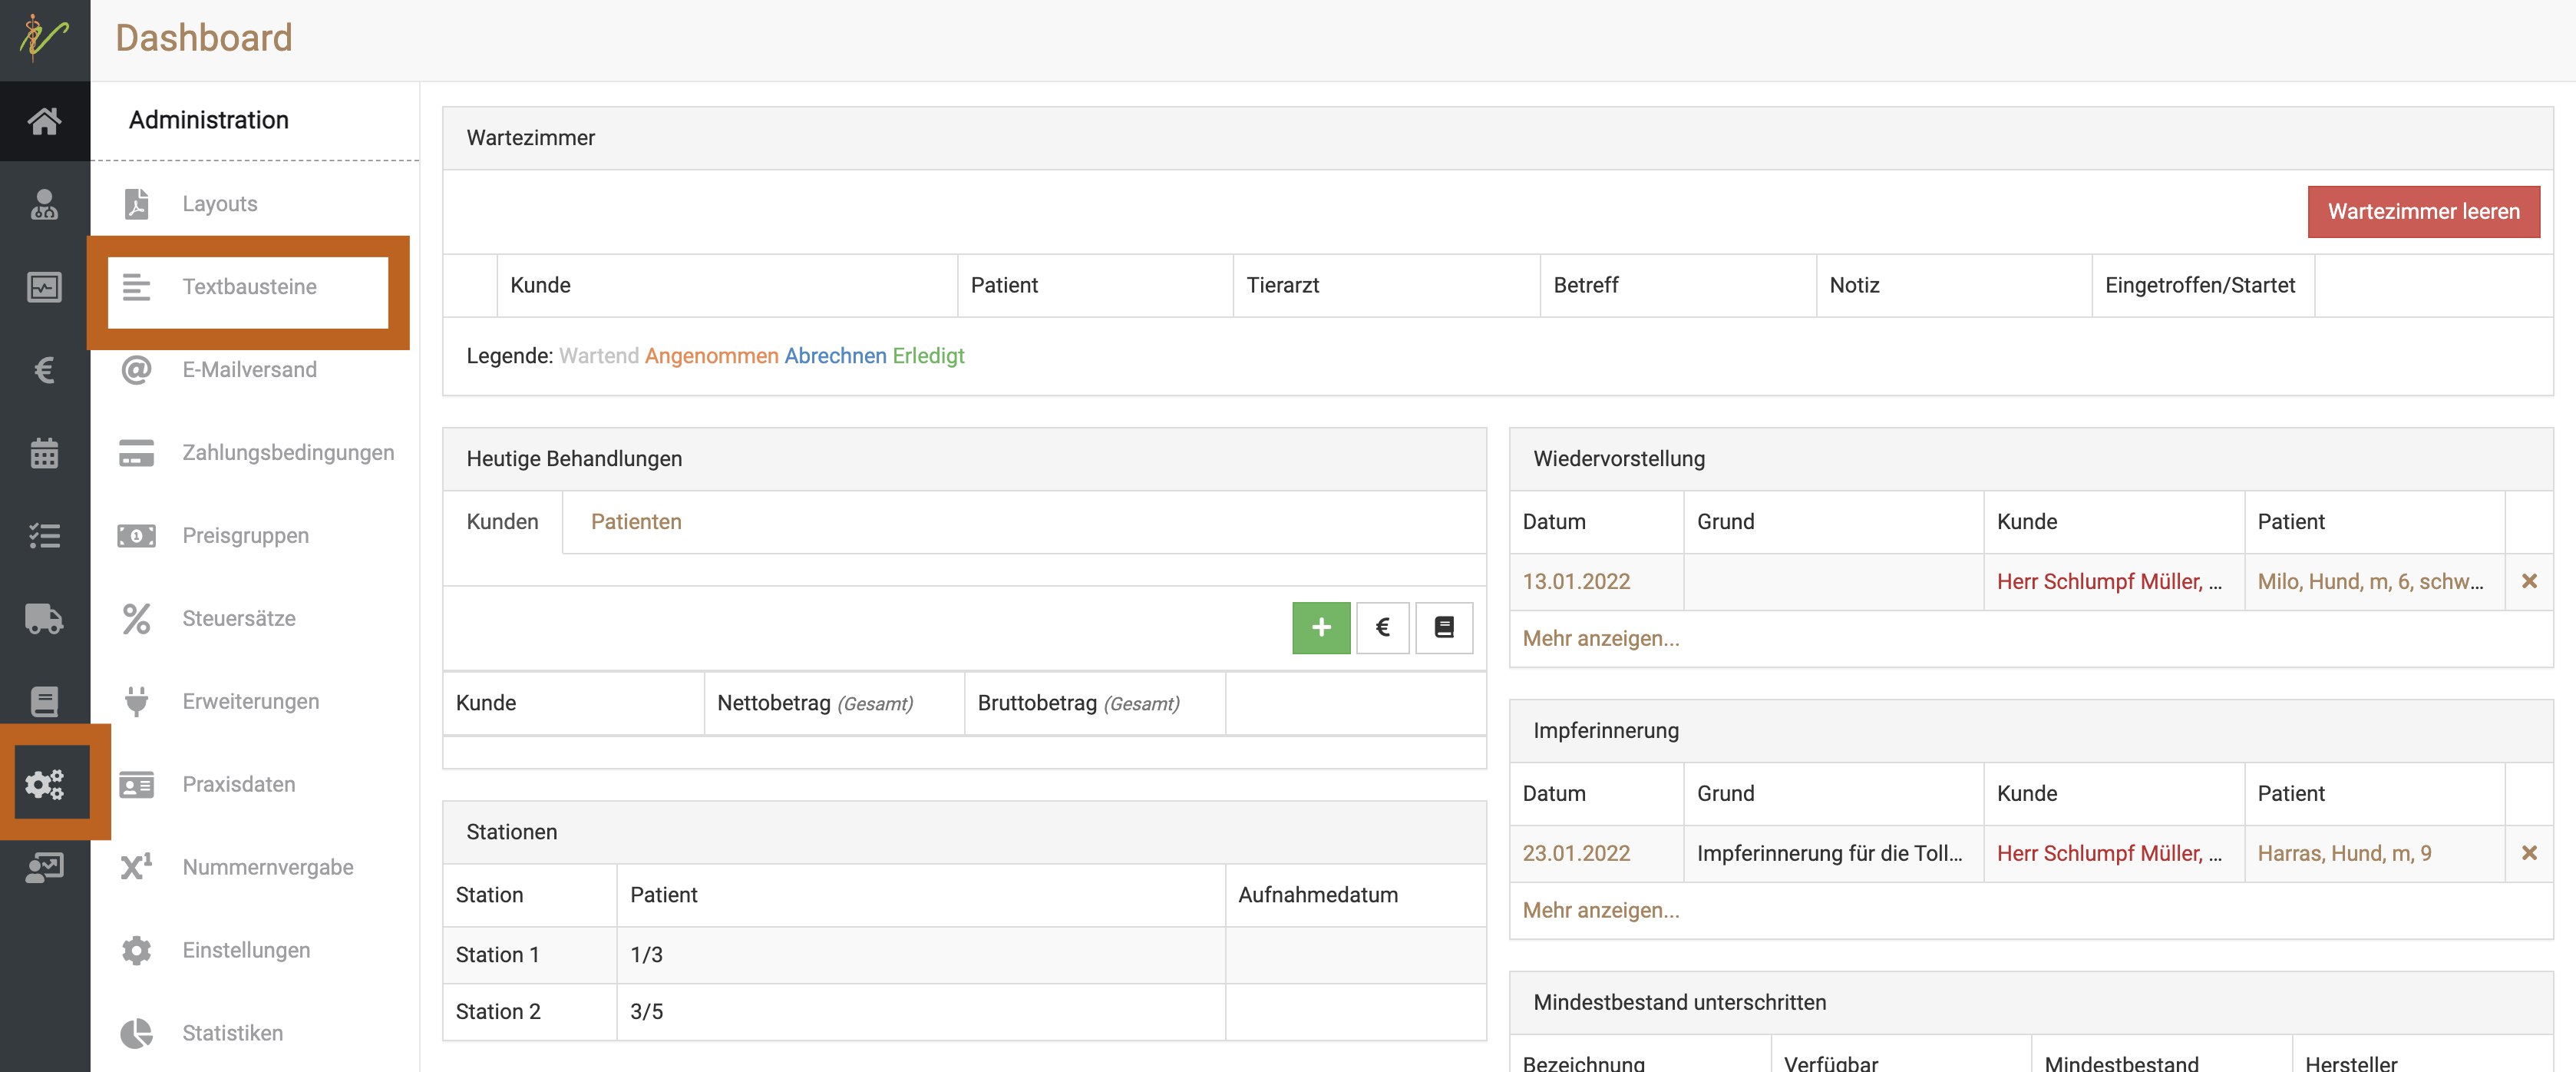 Dashboard
Administration
Layouts
Textbausteine
E-Mailversand
Zahlungsbedingungen
Preisgruppen
Steuersätze
Erweiterungen
Praxisdaten
Nummernvergabe
Einstellungen
Statistiken
Wartezimmer
Wartezimmer leeren
Kunde Patient Tierarzt Betreff Notiz Eingetroffen/Startet
Legende: Wartend Angenommen Abrechnen Erledigt
Heutige Behandlungen
Kunden Patienten
€
Kunde Nettobetrag (Gesamt) Bruttobetrag (Gesamt)
Stationen
Station Patient Aufnahmedatum
Station 1 1/3
Station 2 3/5
Wiedervorstellung
Datum Grund Kunde Patient
13.01.2022 Herr Schlumpf Müller, ... Milo, Hund, m, 6, schw...
Mehr anzeigen...
Impferinnerung
Datum Grund Kunde Patient
23.01.2022 Impferinnerung für die Toll... Herr Schlumpf Müller, ... Harras, Hund, m, 9
Mehr anzeigen...
Mindestbestand unterschritten
Bezeichnung Verfügbar Mindestbestand Hersteller